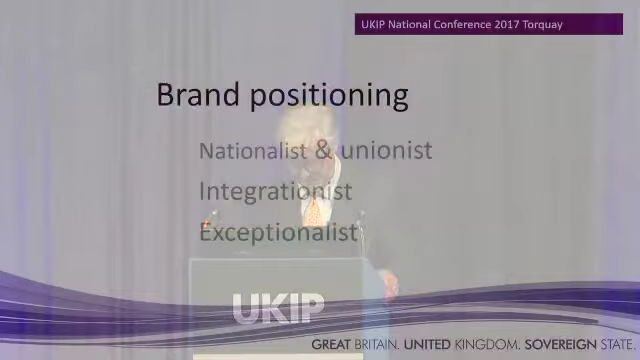 UKIP National Conference 2017 Torquay
Brand positioning
Nationalist & unionist
Integrationist
Exceptionalist
UKIP
GREAT BRITAIN. UNITED KINGDOM. SOVEREIGN STATE.